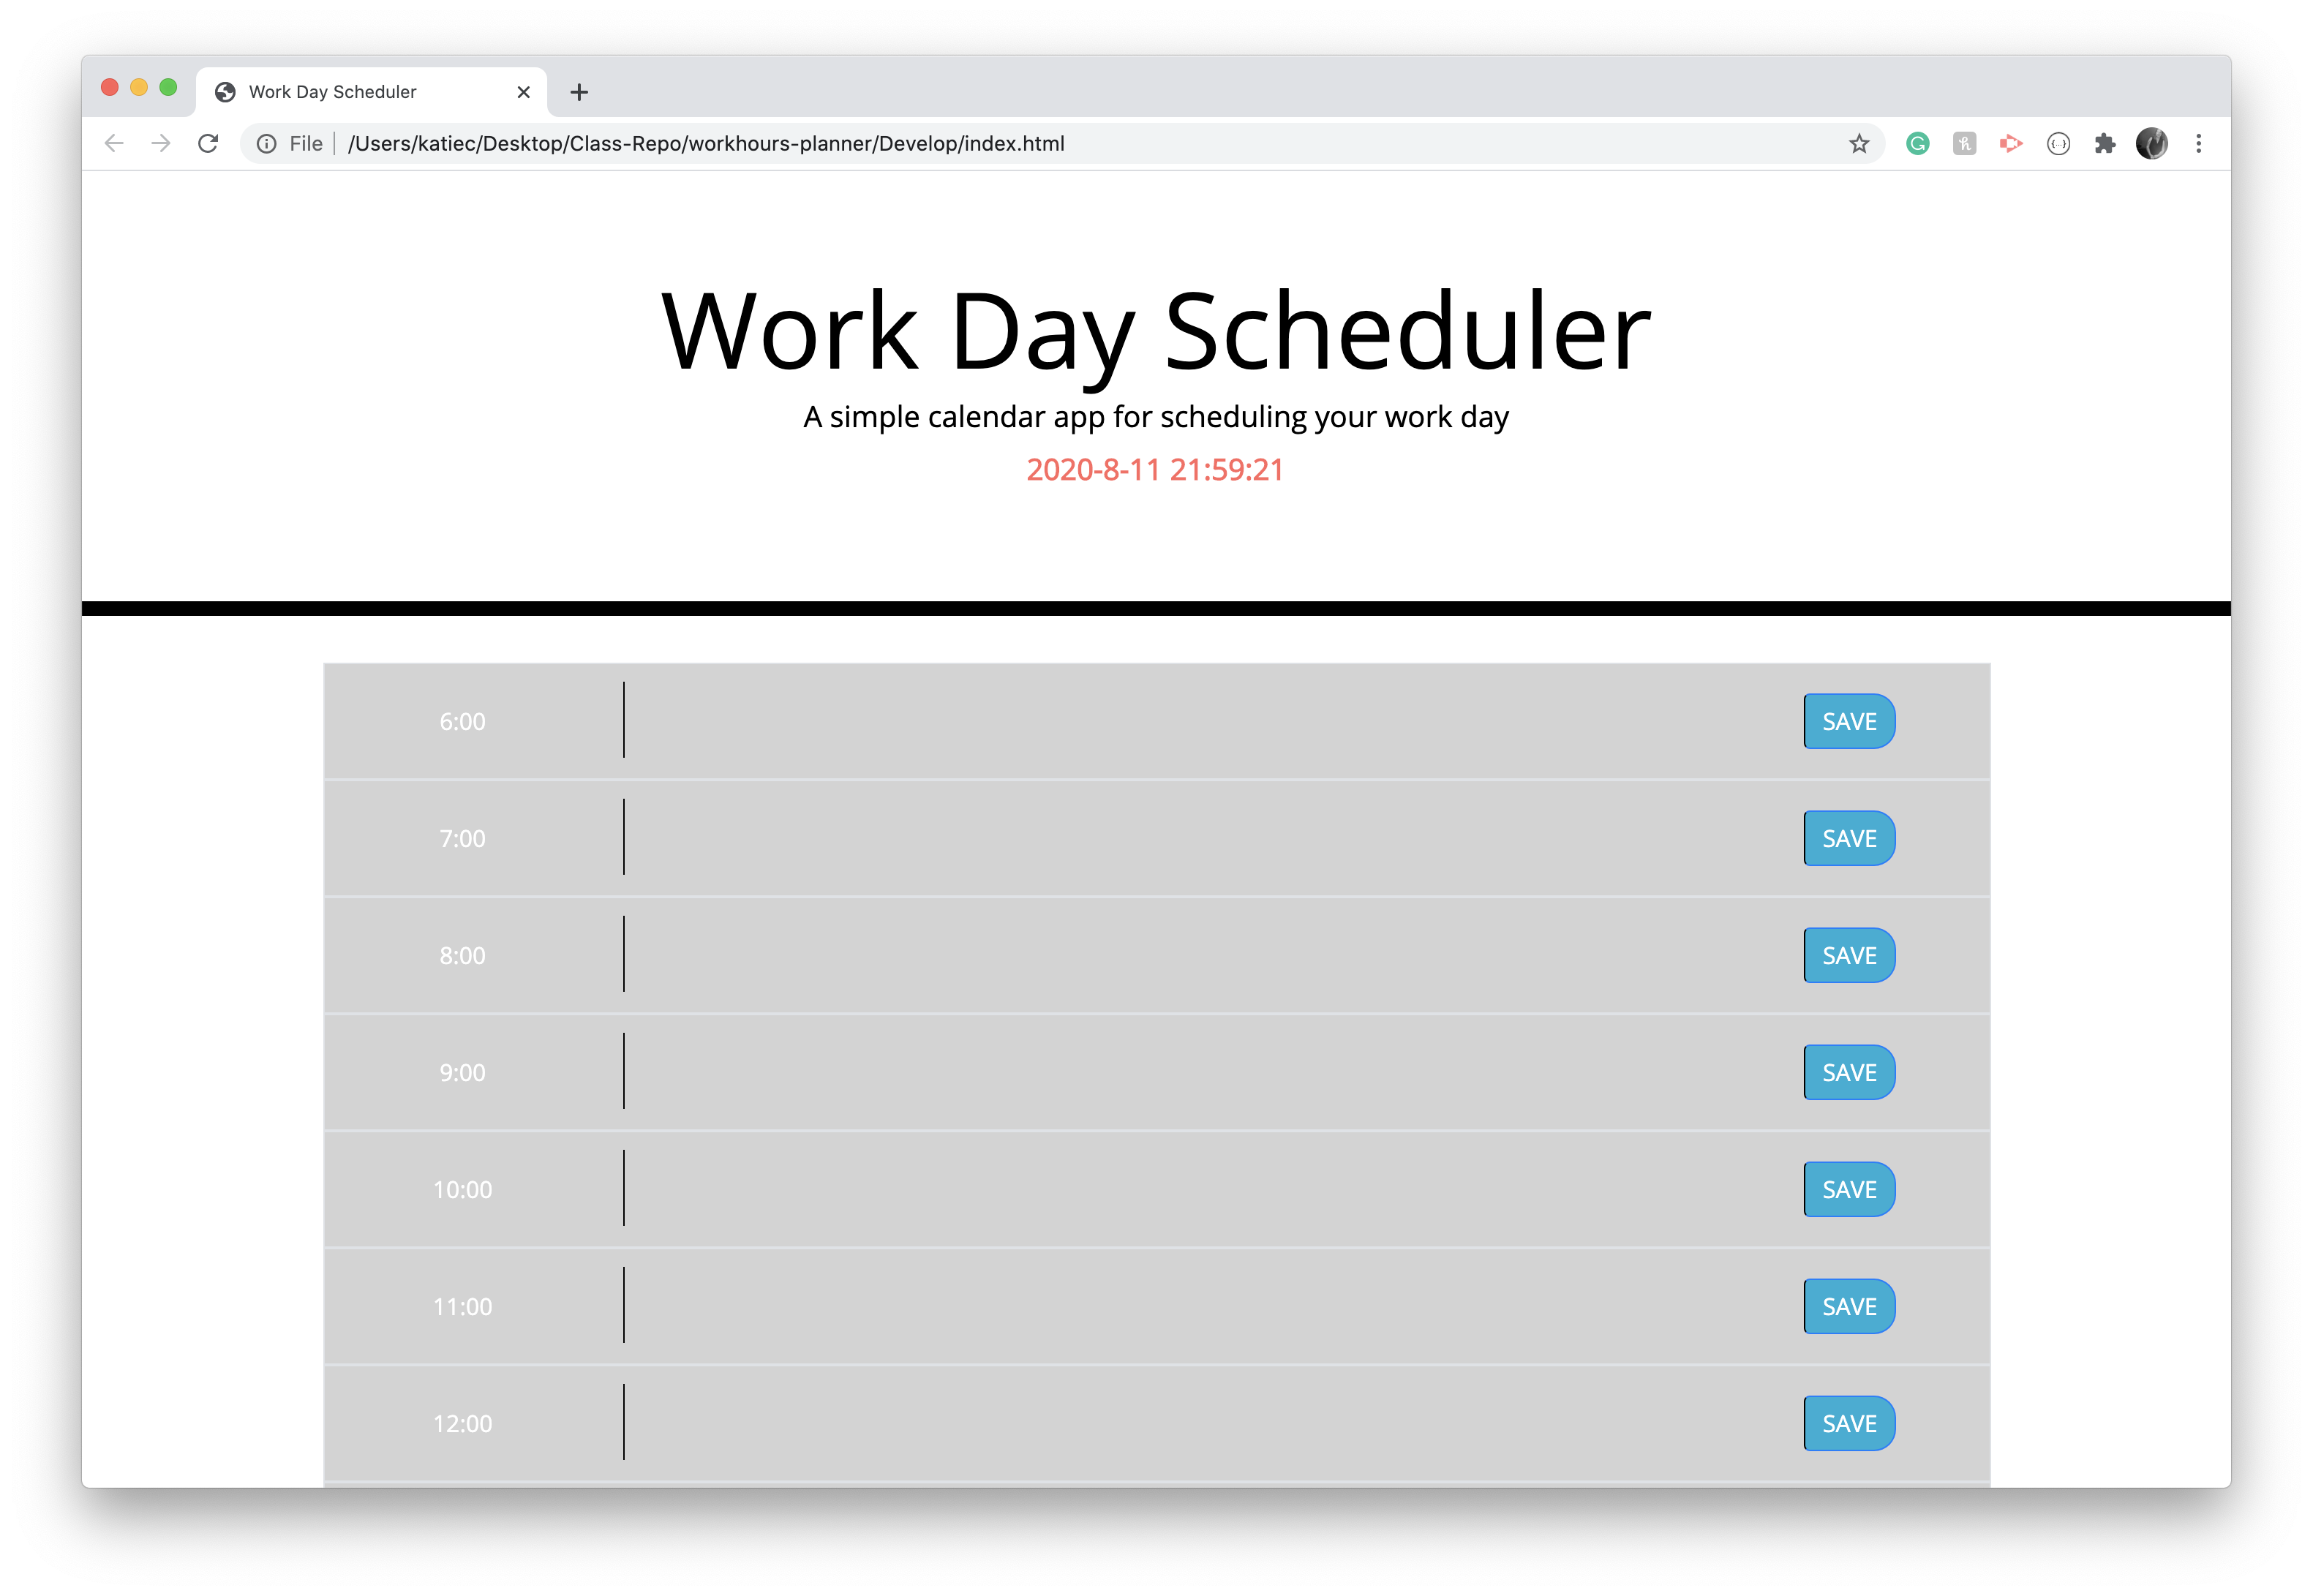 Work Day Scheduler
File /Users/katiec/Desktop/Class-Repo/workhours-planner/Develop/index.html
Work Day Scheduler
A simple calendar app for scheduling your work day
2020-8-11 21:59:21
6:00 SAVE
7:00 SAVE
8:00 SAVE
9:00 SAVE
10:00 SAVE
11:00 SAVE
12:00 SAVE